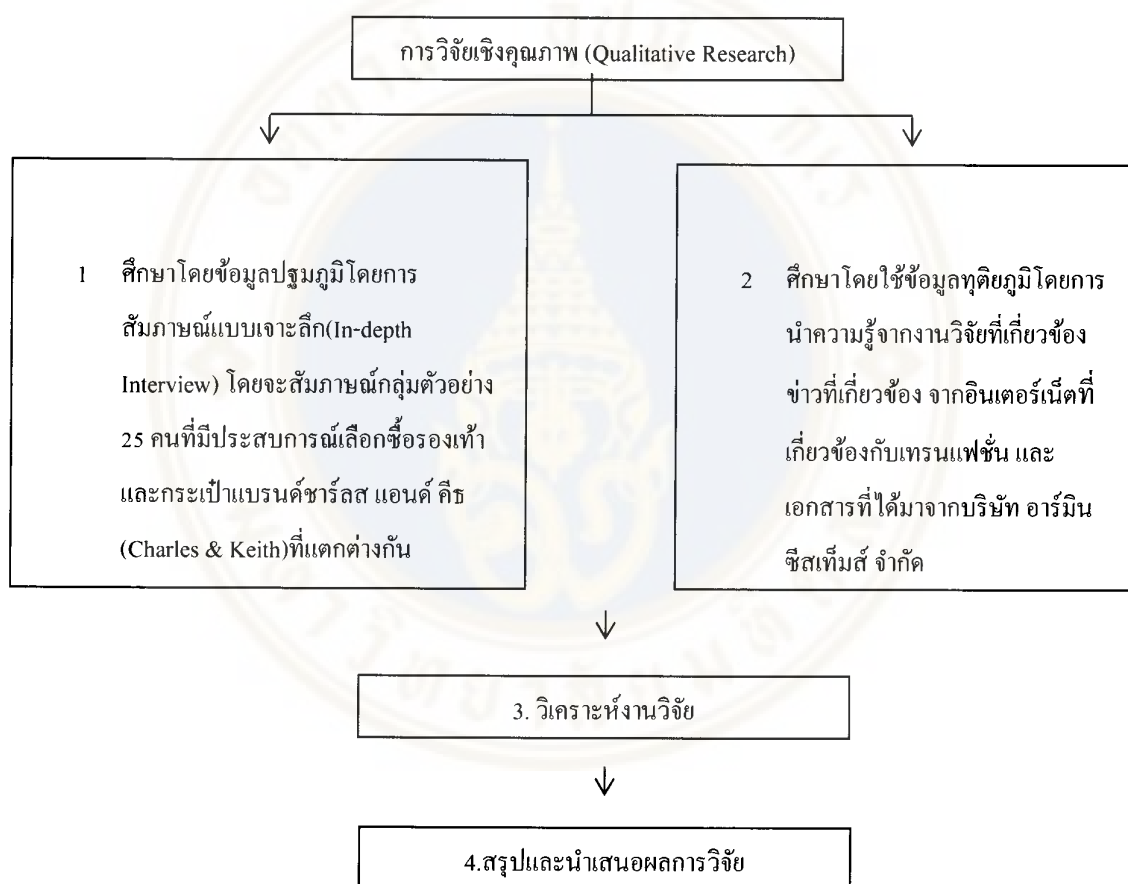 การวิจัยเชิงคุณภาพ (Qualitative Research)
1 ศึกษาโดยข้อมูลปฐมภูมิโดยการ
สัมภาษณ์แบบเจาะลึก(In-depth
Interview) โดยจะสัมภาษณ์กลุ่มตัวอย่าง
25 คนที่มีประสบการณ์เลือกซื้อรองเท้า
และกระเป๋าแบรนด์ชาร์ลส แอนด์ คีธ
(Charles & Keith)ที่แตกต่างกัน
2 ศึกษาโดยใช้ข้อมูลทุติยภูมิโดยการ
นำความรู้จากงานวิจัยที่เกี่ยวข้อง
ข่าวที่เกี่ยวข้อง จากอินเตอร์เน็ตที่
เกี่ยวข้องกับเทรนแฟชั่น และ
เอกสารที่ได้มาจากบริษัท อาร์มิน
ซีสเท็มส์ จำกัด
3. วิเคราะห์งานวิจัย
4.สรุปและนำเสนอผลการวิจัย